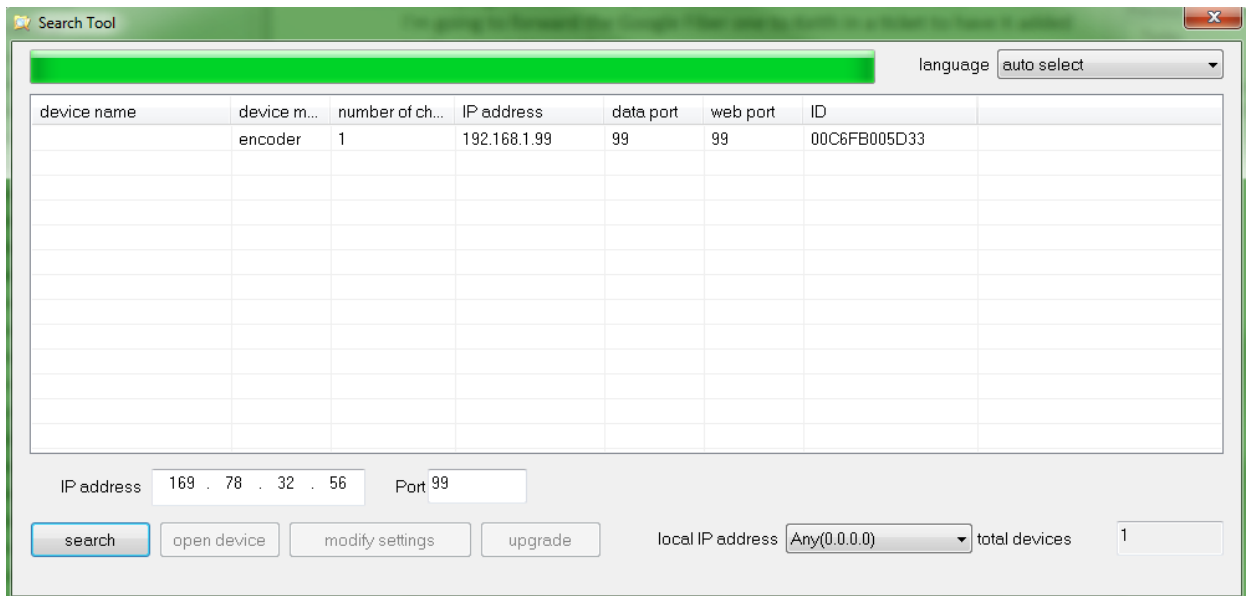 Search Tool
language auto select
device name device m... number of ch... IP address data port web port ID
encoder 1 192.168.1.99 99 99 00C6FB005D33
IP address 169 . 78 . 32 . 56 Port 99
search open device modify settings upgrade local IP address Any(0.0.0.0) total devices 1